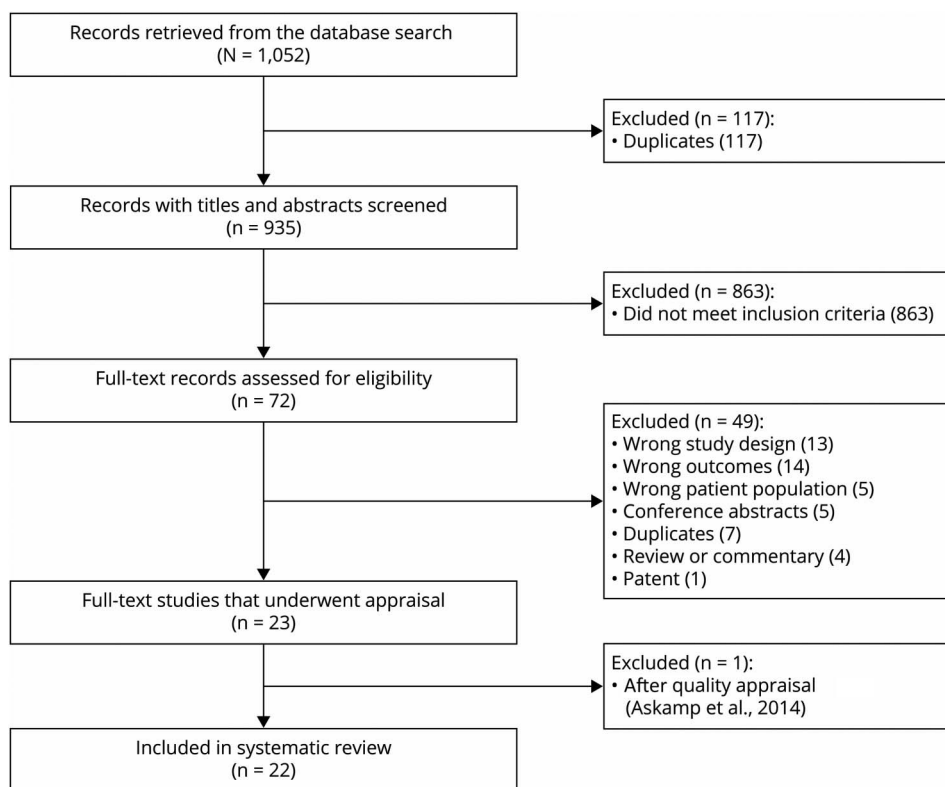 Records retrieved from the database search
(N = 1,052)
Excluded (n = 117):
• Duplicates (117)
Records with titles and abstracts screened
(n = 935)
Excluded (n = 863):
• Did not meet inclusion criteria (863)
Full-text records assessed for eligibility
(n = 72)
Excluded (n = 49):
• Wrong study design (13)
• Wrong outcomes (14)
• Wrong patient population (5)
• Conference abstracts (5)
• Duplicates (7)
• Review or commentary (4)
• Patent (1)
Full-text studies that underwent appraisal
(n = 23)
Excluded (n = 1):
• After quality appraisal
(Askamp et al., 2014)
Included in systematic review
(n = 22)